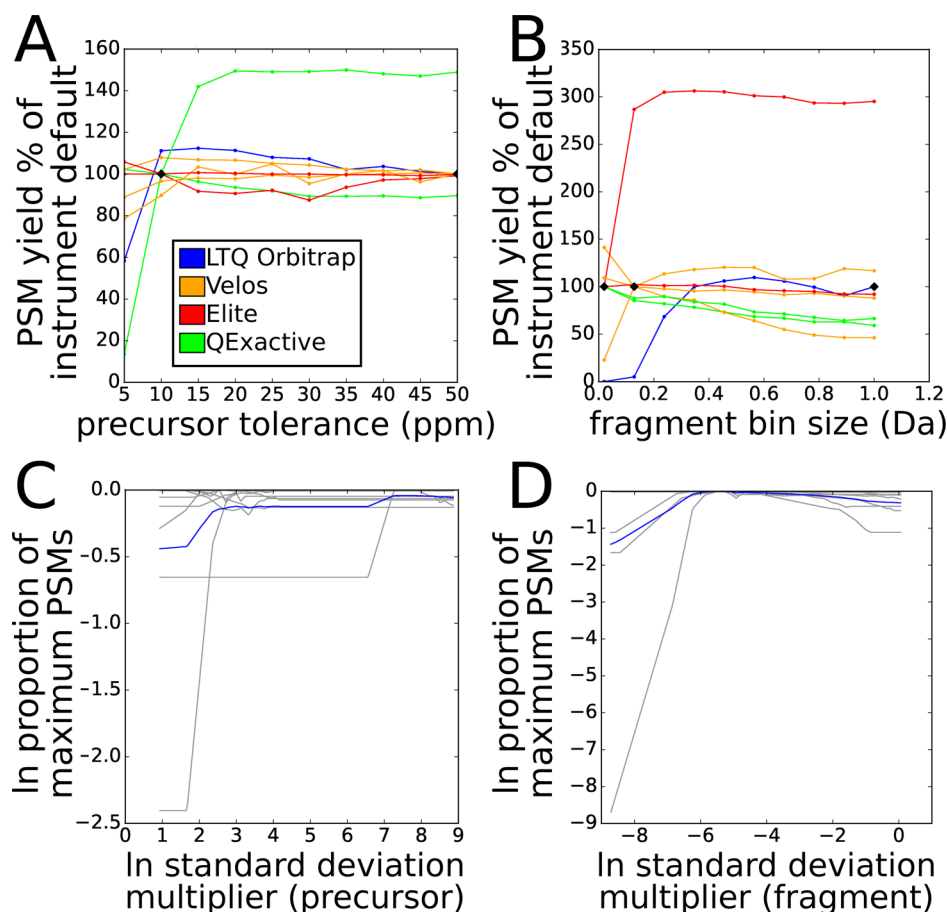 A
PSM yield % of
instrument default
160
140
120
100
80
60
40
20
0
5 10 15 20 25 30 35 40 45 50
precursor tolerance (ppm)
LTQ Orbitrap
Velos
Elite
QExactive
B
PSM yield % of
instrument default
350
300
250
200
150
100
50
0
0.0 0.2 0.4 0.6 0.8 1.0 1.2
fragment bin size (Da)
C
ln proportion of
maximum PSMs
0.0
−0.5
−1.0
−1.5
−2.0
−2.5
0 1 2 3 4 5 6 7 8 9
ln standard deviation
multiplier (precursor)
D
ln proportion of
maximum PSMs
0
−1
−2
−3
−4
−5
−6
−7
−8
−9
−8 −6 −4 −2 0
ln standard deviation
multiplier (fragment)